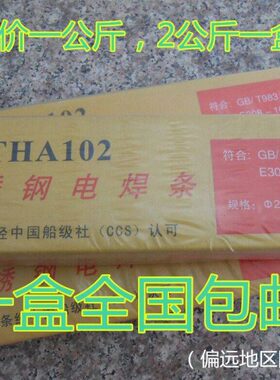 价一公斤，2公斤一盒
符合：GB/T983
THA102
符合：GB/
E30
锈钢电焊条
规格：Φ2
经中国船级社（CCS）认可
一盒全国包邮
（偏远地区